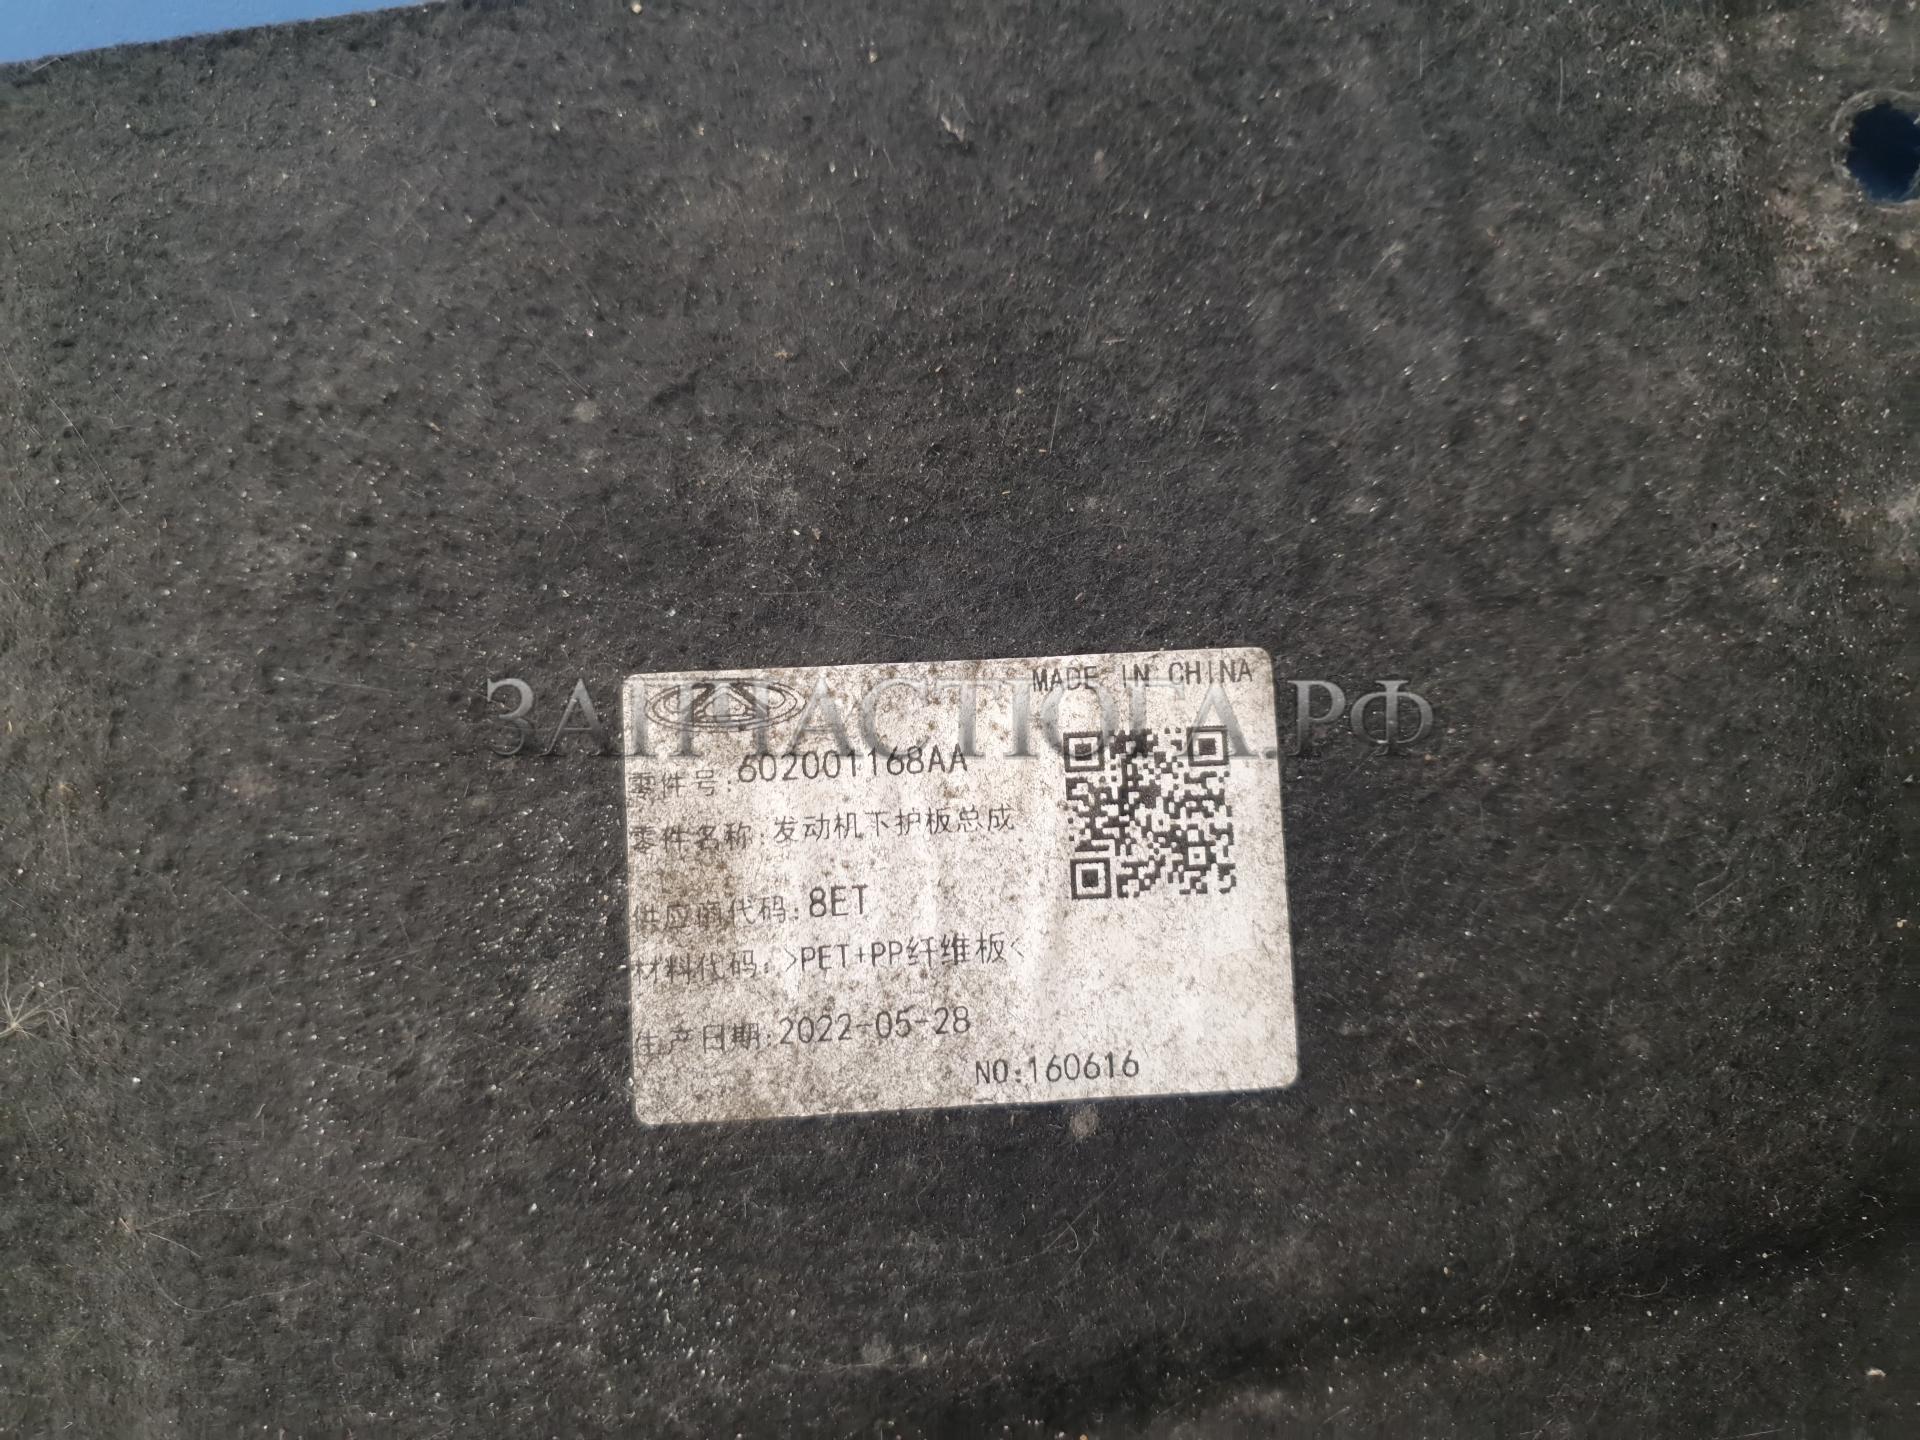 MADE IN CHINA
ЗАПЧАСТЮГА.РФ
零件号:602001168AA
零件名称:发动机下护板总成
供应商代码:8ET
材料代码:>PET+PP纤维板<
生产日期:2022-05-28
NO:160616